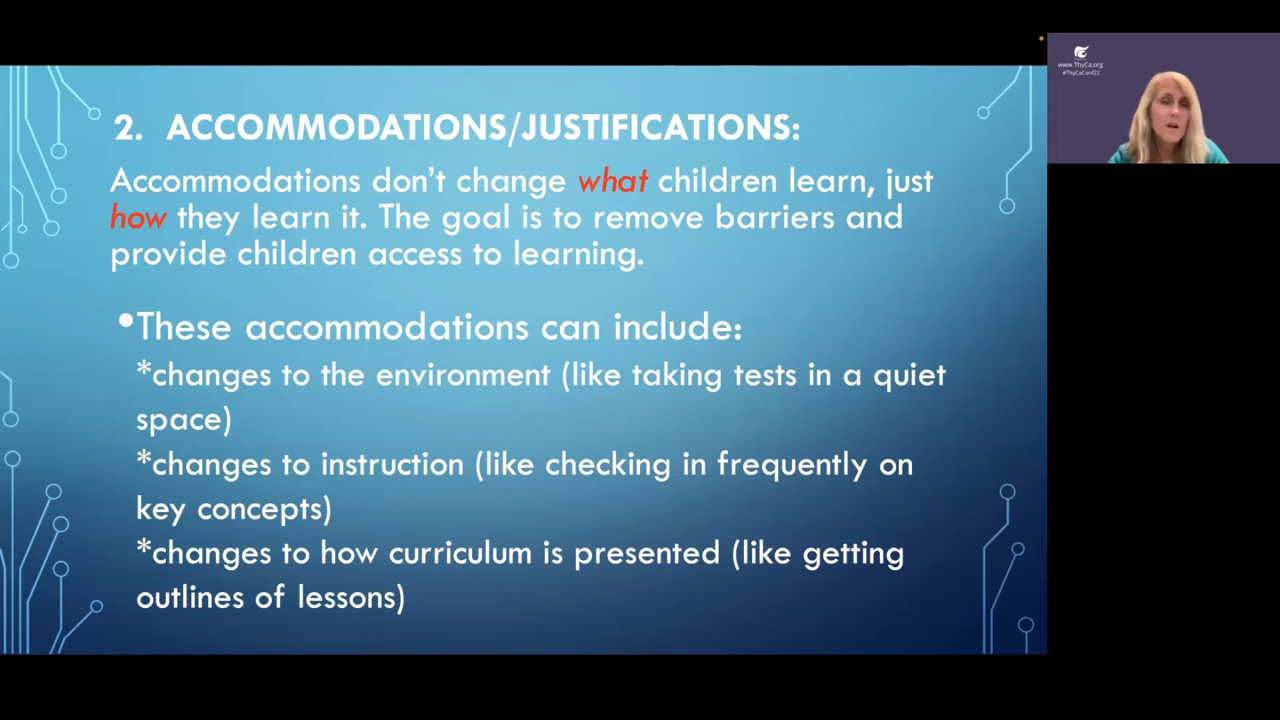 2. ACCOMMODATIONS/JUSTIFICATIONS:
Accommodations don't change what children learn, just
how they learn it. The goal is to remove barriers and
provide children access to learning.
•These accommodations can include:
*changes to the environment (like taking tests in a quiet
space)
*changes to instruction (like checking in frequently on
key concepts)
*changes to how curriculum is presented (like getting
outlines of lessons)
www.ThyCa.org
#ThyCaConf22